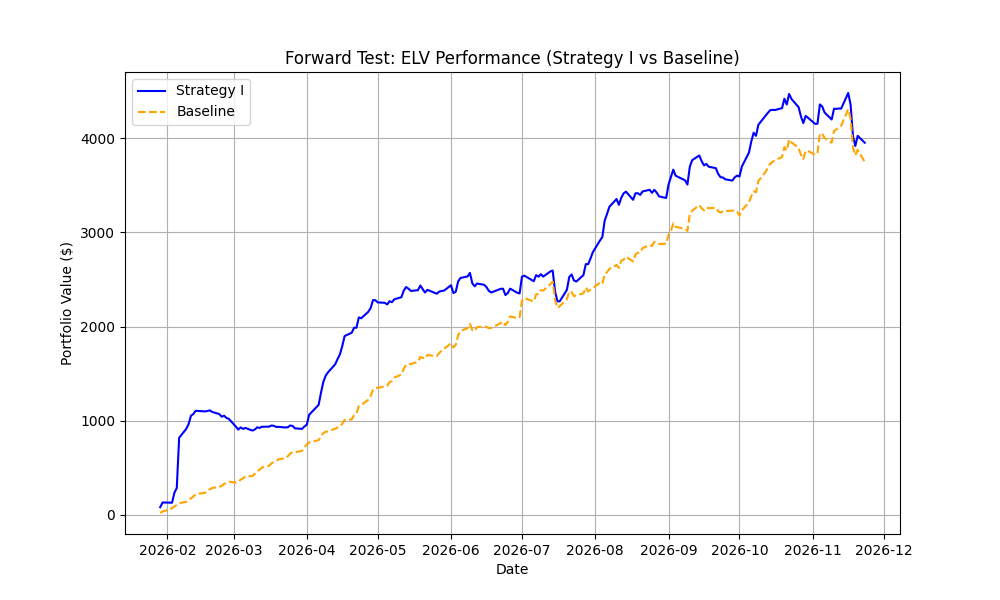 Forward Test: ELV Performance (Strategy I vs Baseline)
Strategy I
Baseline
Portfolio Value ($)
4000
3000
2000
1000
0
2026-02 2026-03 2026-04 2026-05 2026-06 2026-07 2026-08 2026-09 2026-10 2026-11 2026-12
Date